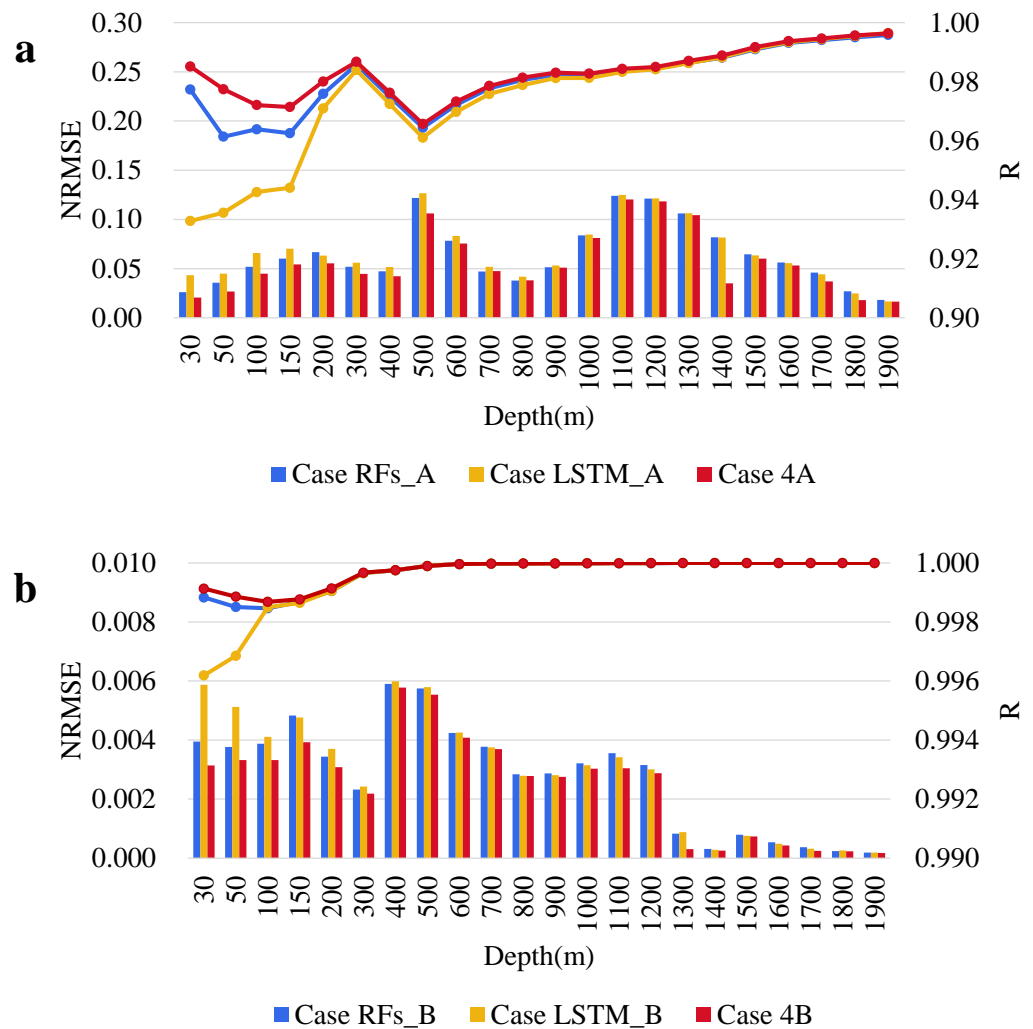 a
NRMSE
0.30
0.25
0.20
0.15
0.10
0.05
0.00
1.00
0.98
0.96
0.94
0.92
0.90
R
30 50 100 150 200 300 400 500 600 700 800 900 1000 1100 1200 1300 1400 1500 1600 1700 1800 1900
Depth(m)
Case RFs_A Case LSTM_A Case 4A
b
NRMSE
0.010
0.008
0.006
0.004
0.002
0.000
1.000
0.998
0.996
0.994
0.992
0.990
R
30 50 100 150 200 300 400 500 600 700 800 900 1000 1100 1200 1300 1400 1500 1600 1700 1800 1900
Depth(m)
Case RFs_B Case LSTM_B Case 4B